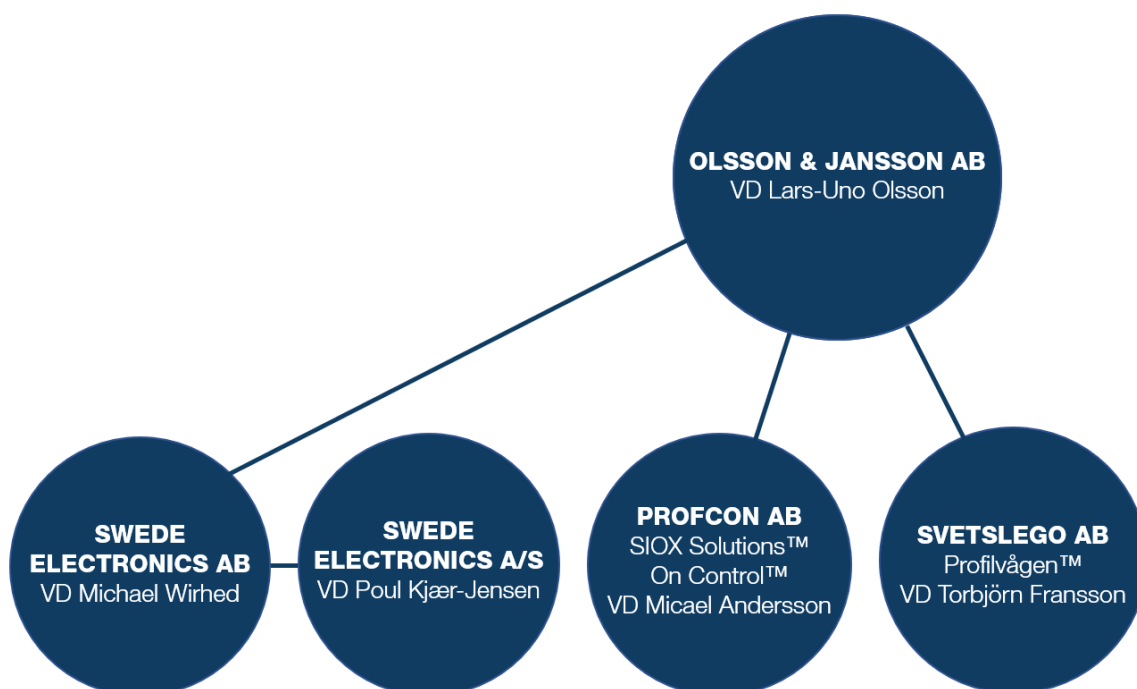 OLSSON & JANSSON AB
VD Lars-Uno Olsson
SWEDE
ELECTRONICS AB
VD Michael Wirhed
SWEDE
ELECTRONICS A/S
VD Poul Kjær-Jensen
PROFCON AB
SIOX Solutions™
On Control™
VD Micael Andersson
SVETSLEGO AB
Profilvågen™
VD Torbjörn Fransson